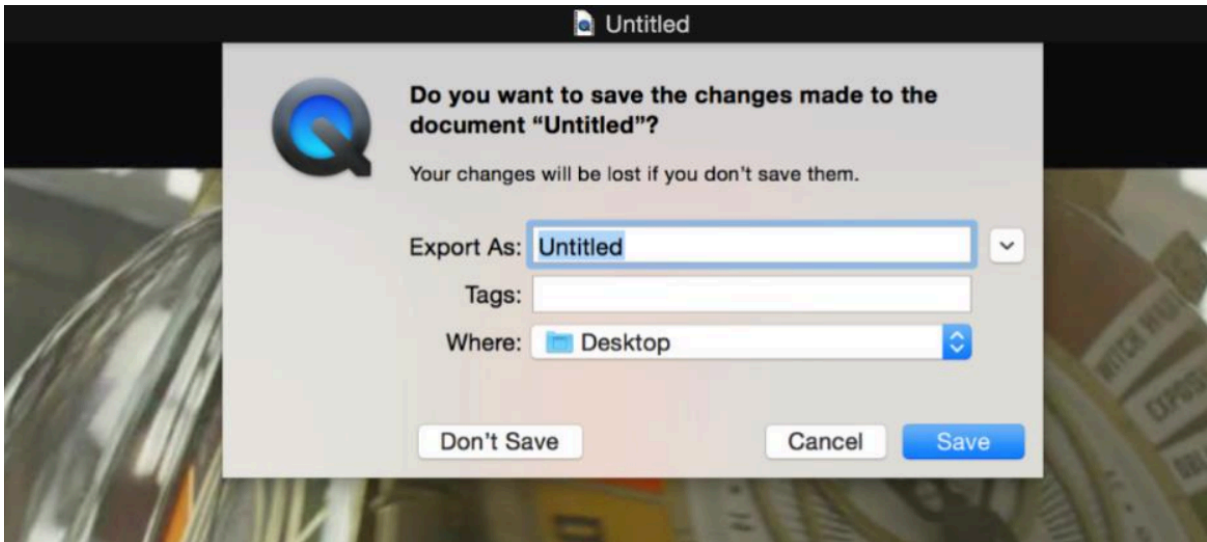 Untitled
Do you want to save the changes made to the
document “Untitled”?
Your changes will be lost if you don’t save them.
Export As: Untitled
Tags:
Where: Desktop
Don't Save Cancel Save
WITCH